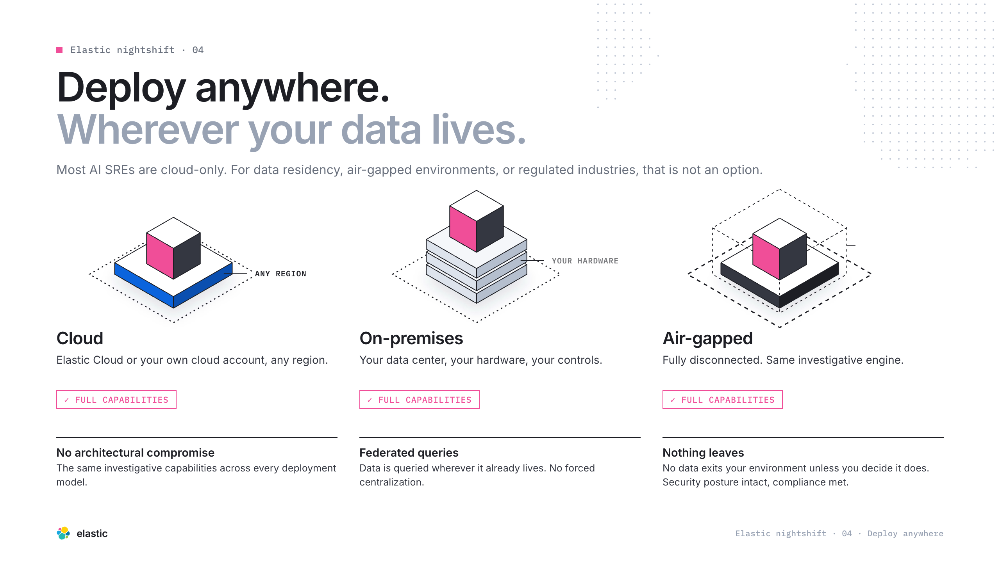 Elastic nightshift · 04
Deploy anywhere.
Wherever your data lives.
Most AI SREs are cloud-only. For data residency, air-gapped environments, or regulated industries, that is not an option.
ANY REGION
YOUR HARDWARE
Cloud
Elastic Cloud or your own cloud account, any region.
✓ FULL CAPABILITIES
On-premises
Your data center, your hardware, your controls.
✓ FULL CAPABILITIES
Air-gapped
Fully disconnected. Same investigative engine.
✓ FULL CAPABILITIES
No architectural compromise
The same investigative capabilities across every deployment
model.
Federated queries
Data is queried wherever it already lives. No forced
centralization.
Nothing leaves
No data exits your environment unless you decide it does.
Security posture intact, compliance met.
elastic
Elastic nightshift · 04 · Deploy anywhere